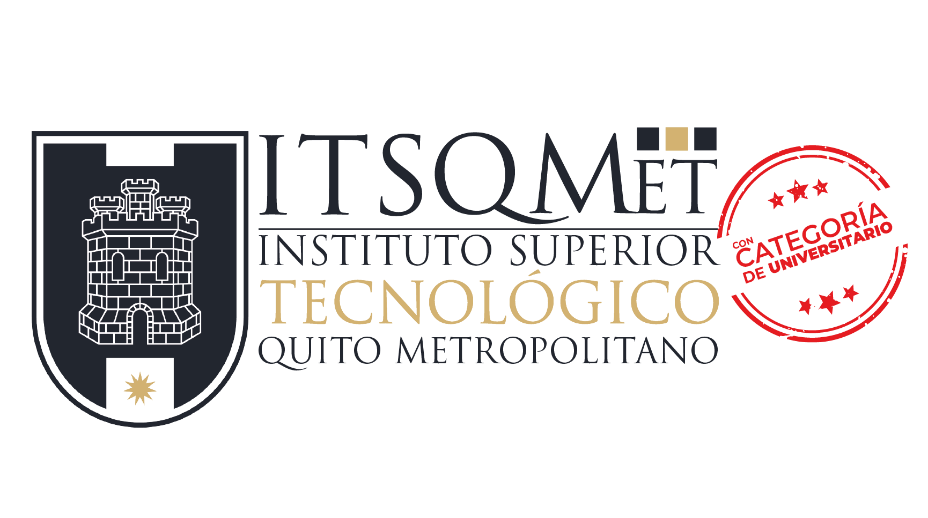 ITSQMET
INSTITUTO SUPERIOR
TECNOLÓGICO
QUITO METROPOLITANO
CON
CATEGORÍA
DE UNIVERSITARIO